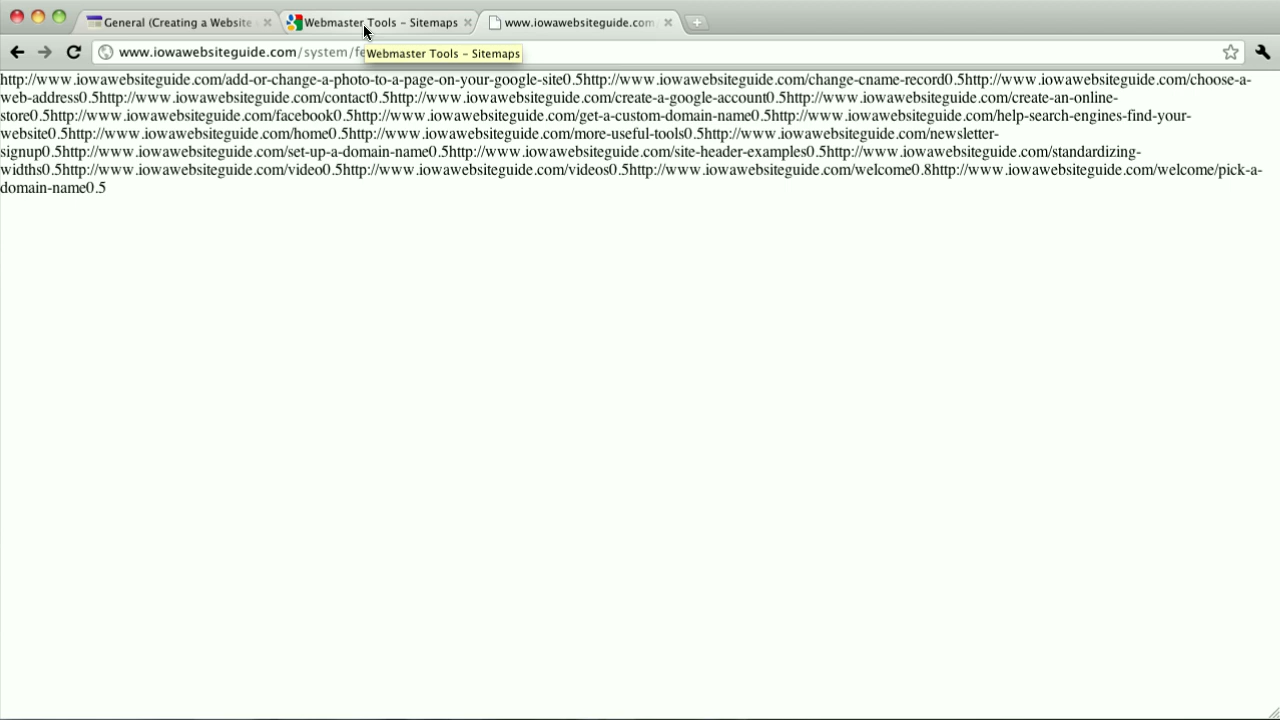 General (Creating a Website
Webmaster Tools - Sitemaps
www.iowawebsiteguide.com
www.iowawebsiteguide.com/system/fe
Webmaster Tools - Sitemaps
http://www.iowawebsiteguide.com/add-or-change-a-photo-to-a-page-on-your-google-site0.5http://www.iowawebsiteguide.com/change-cname-record0.5http://www.iowawebsiteguide.com/choose-a-
web-address0.5http://www.iowawebsiteguide.com/contact0.5http://www.iowawebsiteguide.com/create-a-google-account0.5http://www.iowawebsiteguide.com/create-an-online-
store0.5http://www.iowawebsiteguide.com/facebook0.5http://www.iowawebsiteguide.com/get-a-custom-domain-name0.5http://www.iowawebsiteguide.com/help-search-engines-find-your-
website0.5http://www.iowawebsiteguide.com/home0.5http://www.iowawebsiteguide.com/more-useful-tools0.5http://www.iowawebsiteguide.com/newsletter-
signup0.5http://www.iowawebsiteguide.com/set-up-a-domain-name0.5http://www.iowawebsiteguide.com/site-header-examples0.5http://www.iowawebsiteguide.com/standardizing-
widths0.5http://www.iowawebsiteguide.com/video0.5http://www.iowawebsiteguide.com/videos0.5http://www.iowawebsiteguide.com/welcome0.8http://www.iowawebsiteguide.com/welcome/pick-a-
domain-name0.5